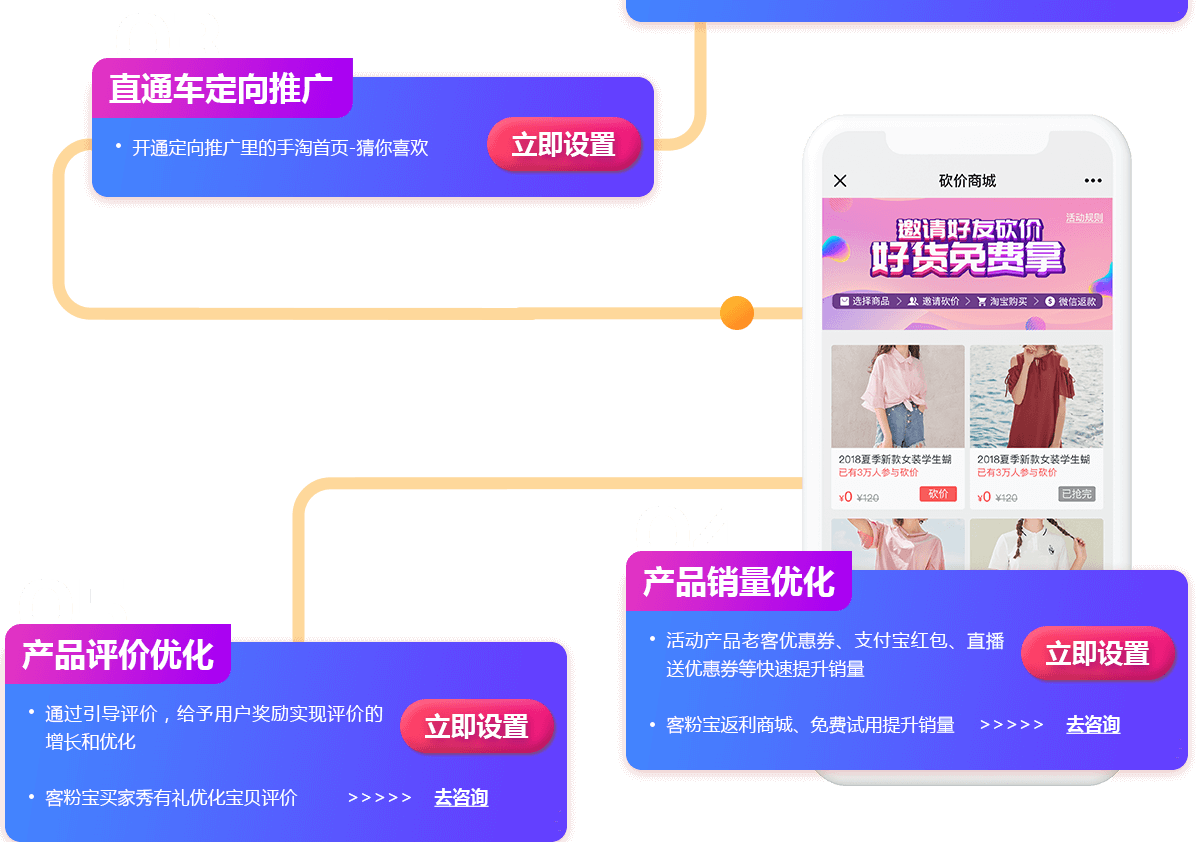 直通车定向推广
• 开通定向推广里的手淘首页-猜你喜欢
立即设置
砍价商城
活动规则
邀请好友砍价
好货免费拿
选择商品 > 邀请砍价 > 淘宝购买 > 微信返款
2018夏季新款女装学生蝴
已有3万人参与砍价
¥0 ¥120 砍价
2018夏季新款女装学生蝴
已有3万人参与砍价
¥0 ¥120 已抢完
产品销量优化
• 活动产品老客优惠券、支付宝红包、直播
送优惠券等快速提升销量
立即设置
• 客粉宝返利商城、免费试用提升销量 >>>>> 去咨询
产品评价优化
• 通过引导评价，给予用户奖励实现评价的
增长和优化
立即设置
• 客粉宝买家秀有礼优化宝贝评价 >>>>> 去咨询